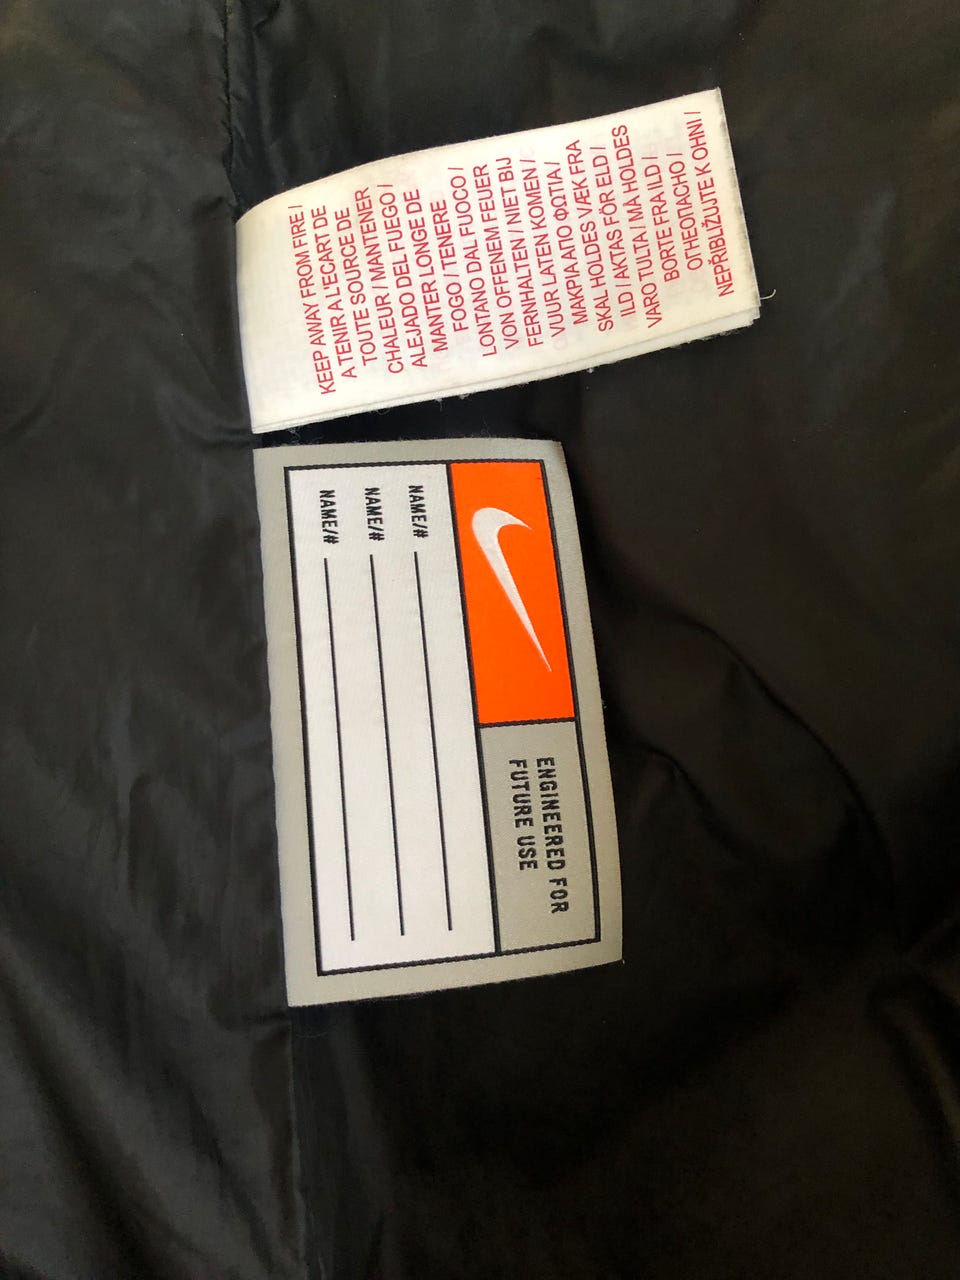 KEEP AWAY FROM FIRE /
A TENIR A L'ECART DE
TOUTE SOURCE DE
CHALEUR / MANTENER
ALEJADO DEL FUEGO /
MANTER LONGE DE
FOGO / TENERE
LONTANO DAL FUOCO /
VON OFFENEM FEUER
FERNHALTEN / NIET BIJ
VUUR LATEN KOMEN /
ΜΑΚΡΙΑ ΑΠΟ ΦΩΤΙΑ /
SKAL HOLDES VÆK FRA
ILD / AKTAS FÖR ELD /
VARO TULTA / MA HOLDES
BORTE FRA ILD /
ОГНЕОПАСНО /
NEPŘIBLIŽUJTE K OHNI /
ENGINEERED FOR
FUTURE USE
NAME/#
NAME/#
NAME/#